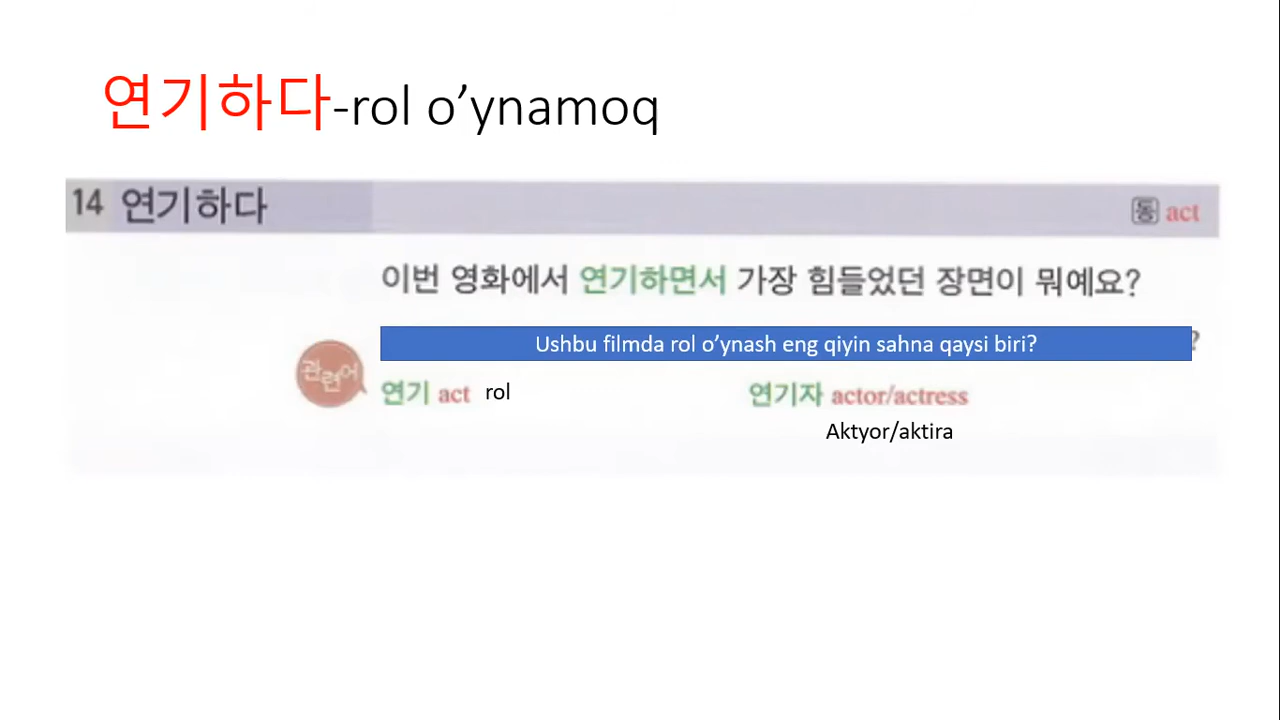 연기하다-rol o’ynamoq
14 연기하다 동 act
이번 영화에서 연기하면서 가장 힘들었던 장면이 뭐예요?
Ushbu filmda rol o’ynash eng qiyin sahna qaysi biri?
?
관련어
연기 act rol 연기자 actor/actress
Aktyor/aktira